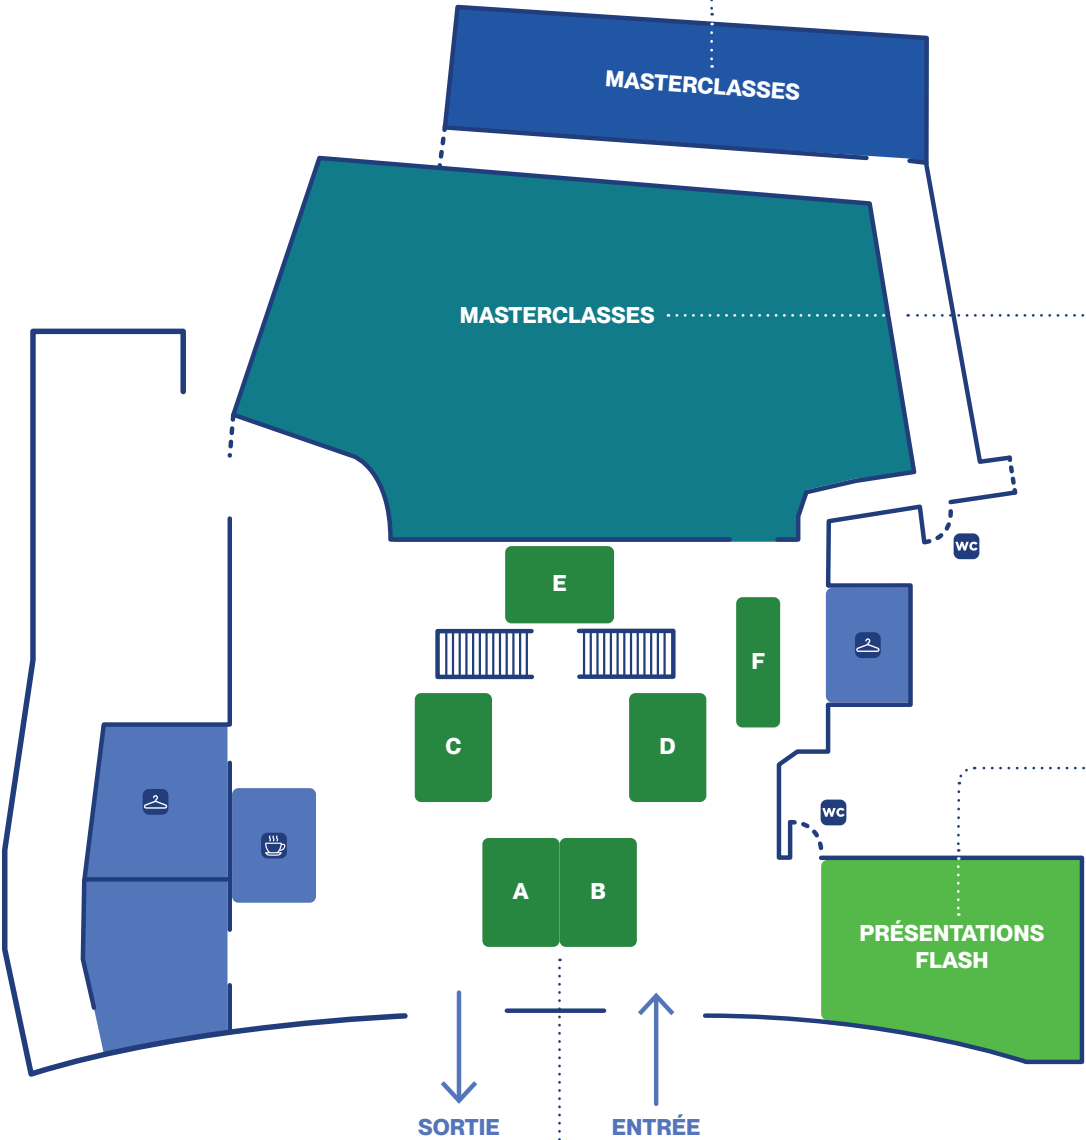 MASTERCLASSES
MASTERCLASSES
WC
E
F
C
D
WC
A
B
PRÉSENTATIONS
FLASH
SORTIE
ENTRÉE